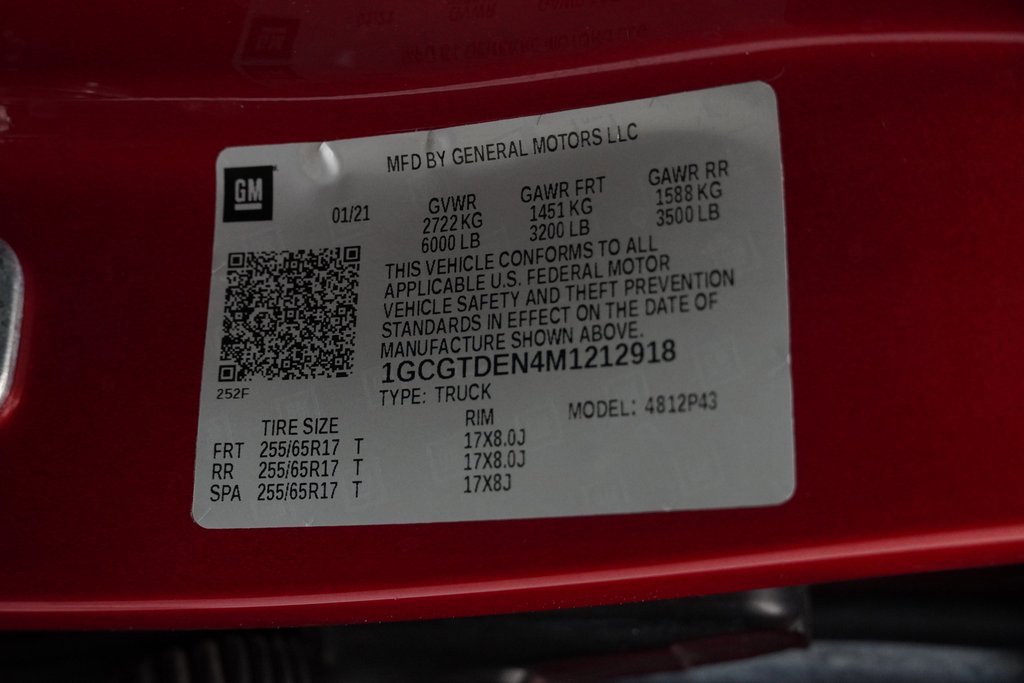 MFD BY GENERAL MOTORS LLC
GM
01/21
GVWR GAWR FRT GAWR RR
2722 KG 1451 KG 1588 KG
6000 LB 3200 LB 3500 LB
THIS VEHICLE CONFORMS TO ALL
APPLICABLE U.S. FEDERAL MOTOR
VEHICLE SAFETY AND THEFT PREVENTION
STANDARDS IN EFFECT ON THE DATE OF
MANUFACTURE SHOWN ABOVE.
1GCGTDEN4M1212918
252F
TYPE: TRUCK
MODEL: 4812P43
TIRE SIZE RIM
FRT 255/65R17 T 17X8.0J
RR 255/65R17 T 17X8.0J
SPA 255/65R17 T 17X8J